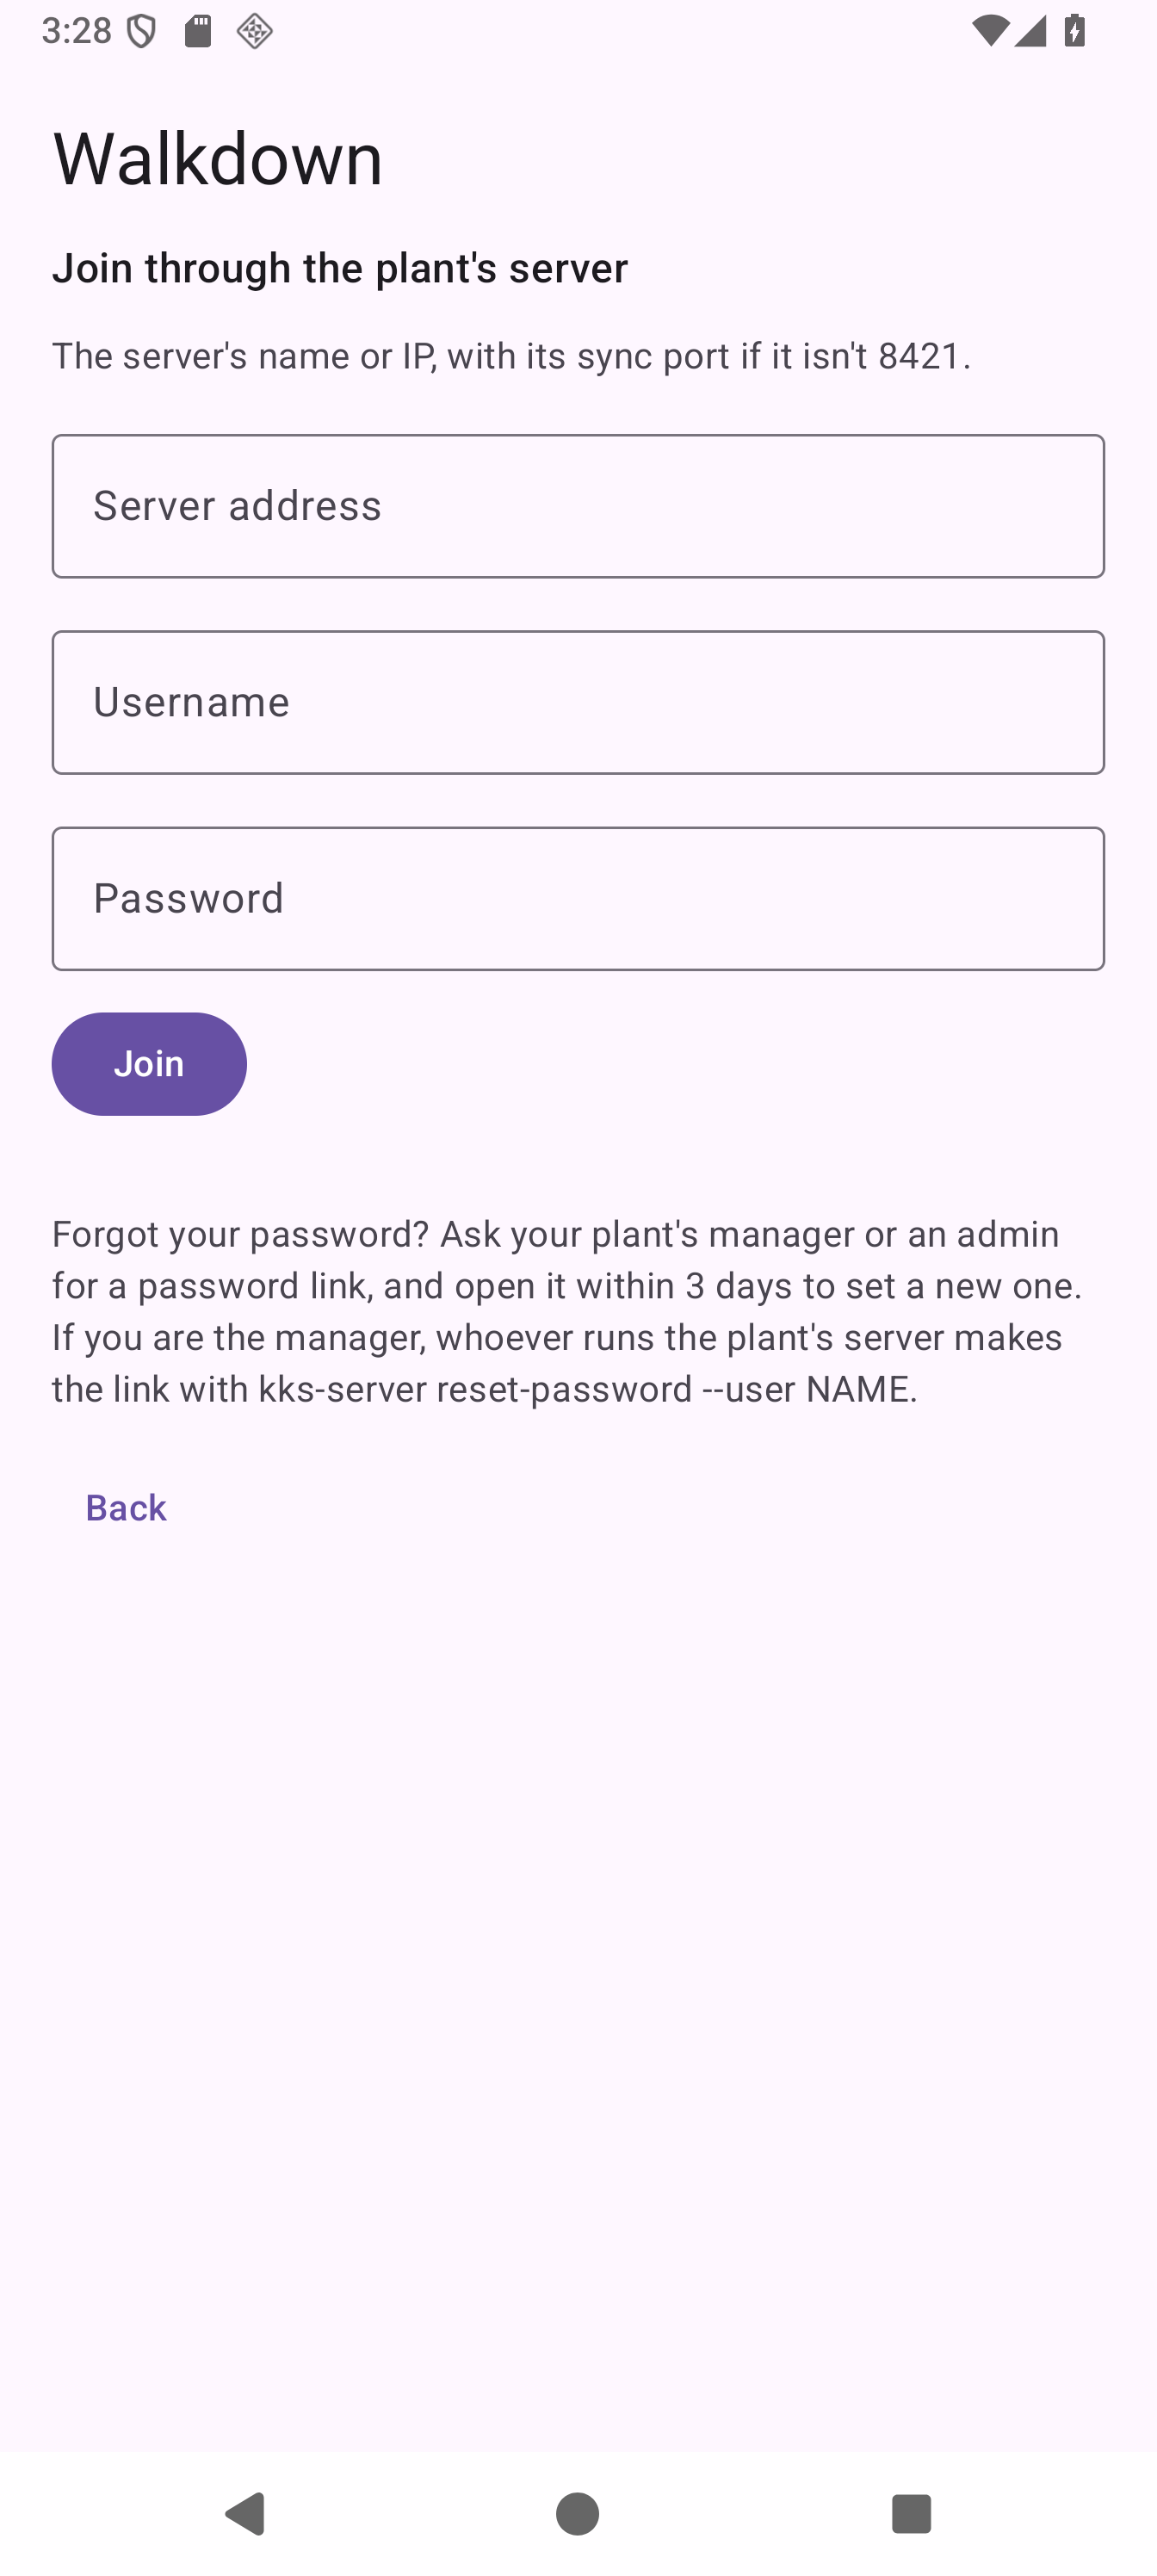 3:28
Walkdown
Join through the plant's server
The server's name or IP, with its sync port if it isn't 8421.
Server address
Username
Password
Join
Forgot your password? Ask your plant's manager or an admin
for a password link, and open it within 3 days to set a new one.
If you are the manager, whoever runs the plant's server makes
the link with kks-server reset-password --user NAME.
Back